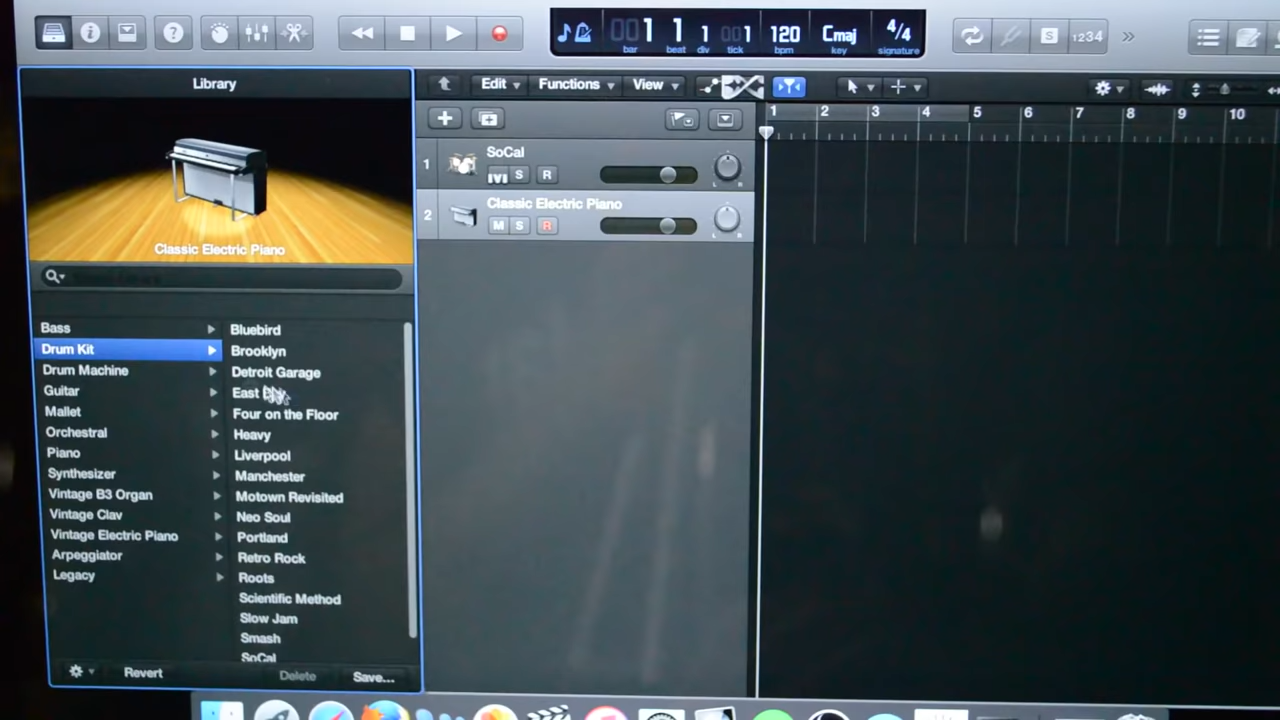 001 1 1 001 120 Cmaj 4/4
bar beat div tick bpm key signature
S 1234
Library
Edit Functions View
1 2 3 4 5 6 7 8 9 10
Classic Electric Piano
1 SoCal
M S R
L R
2 Classic Electric Piano
M S R
L R
Bass
Drum Kit
Drum Machine
Guitar
Mallet
Orchestral
Piano
Synthesizer
Vintage B3 Organ
Vintage Clav
Vintage Electric Piano
Arpeggiator
Legacy
Bluebird
Brooklyn
Detroit Garage
East
Four on the Floor
Heavy
Liverpool
Manchester
Motown Revisited
Neo Soul
Portland
Retro Rock
Roots
Scientific Method
Slow Jam
Smash
SoCal
Revert Delete Save...